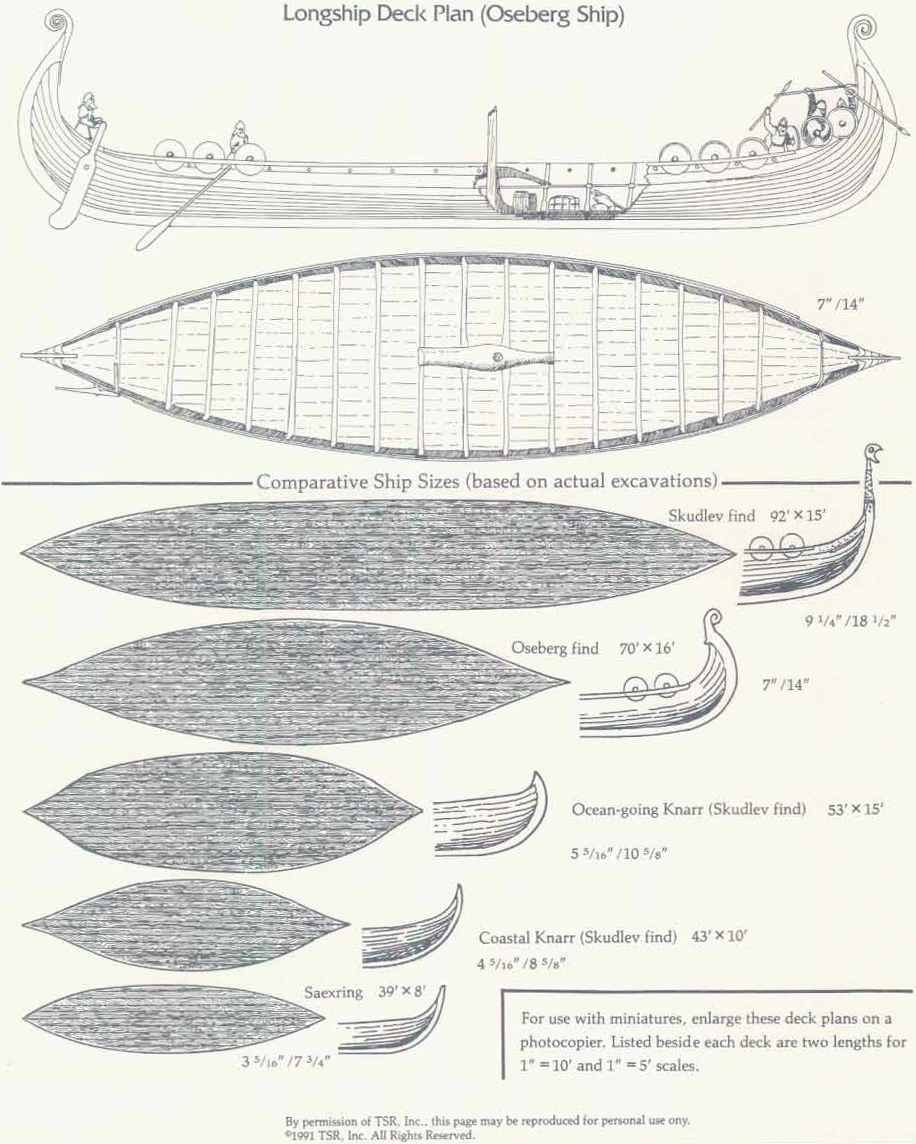 Longship Deck Plan (Oseberg Ship)
7″/14″
Comparative Ship Sizes (based on actual excavations)
Skudlev find 92′ × 15′
9 1/4″/18 1/2″
Oseberg find 70′ × 16′
7″/14″
Ocean-going Knarr (Skudlev find) 53′ × 15′
5 5/16″/10 5/8″
Coastal Knarr (Skudlev find) 43′ × 10′
4 5/16″/8 5/8″
Saexring 39′ × 8′
3 5/16″/7 3/4″
For use with miniatures, enlarge these deck plans on a
photocopier. Listed beside each deck are two lengths for
1″ = 10′ and 1″ = 5′ scales.
By permission of TSR, Inc., this page may be reproduced for personal use ony.
©1991 TSR, Inc. All Rights Reserved.